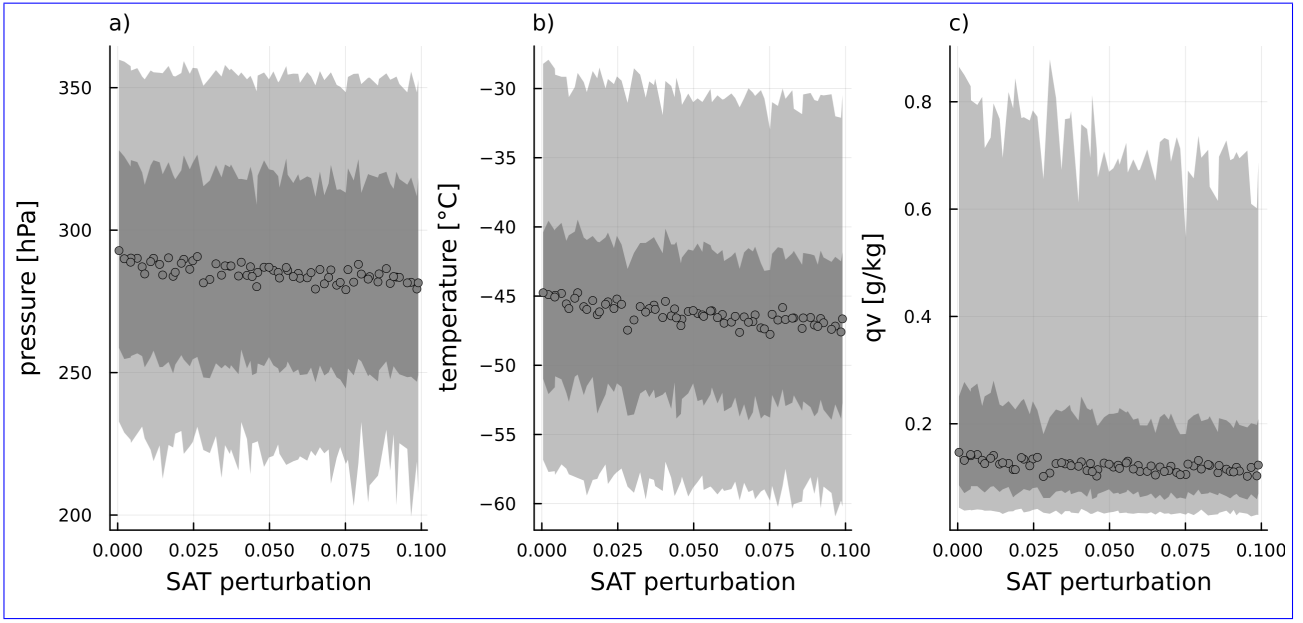 a)
pressure [hPa]
350
300
250
200
0.000 0.025 0.050 0.075 0.100
SAT perturbation
b)
temperature [°C]
−30
−35
−40
−45
−50
−55
−60
0.000 0.025 0.050 0.075 0.100
SAT perturbation
c)
qv [g/kg]
0.8
0.6
0.4
0.2
0.000 0.025 0.050 0.075 0.100
SAT perturbation